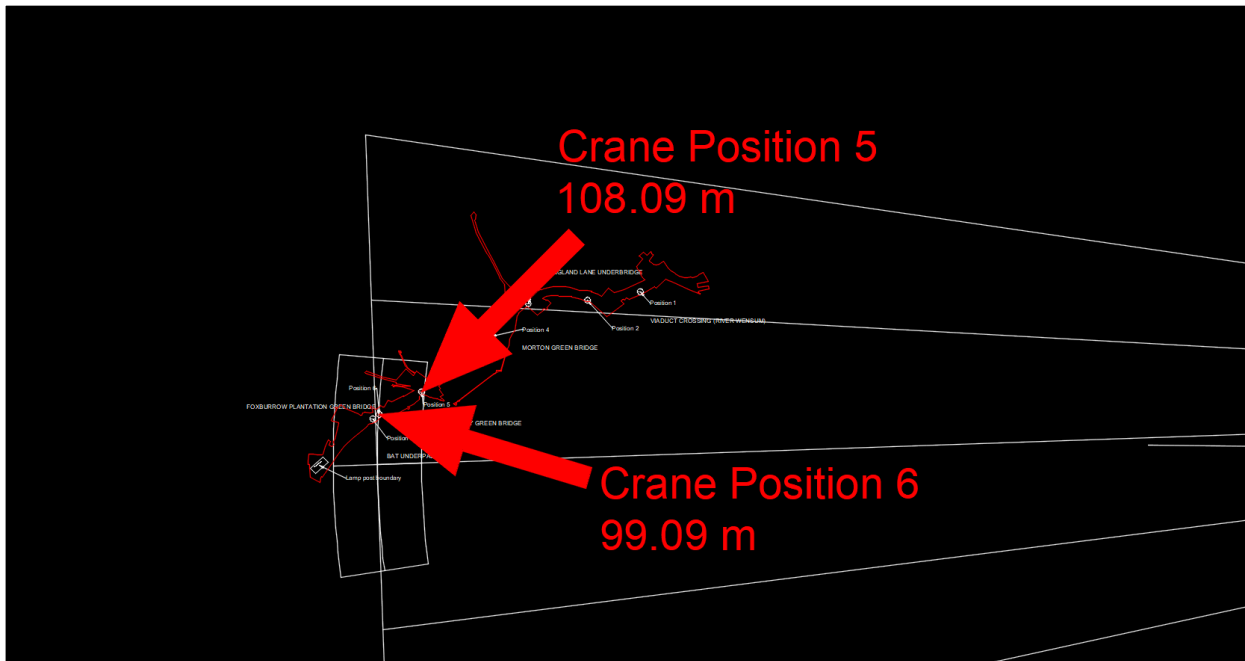 Crane Position 5
108.09 m
GLAND LANE UNDERBRIDGE
Position 1
VIADUCT CROSSING (RIVER WENSUM)
Position 2
Position 4
MORTON GREEN BRIDGE
Position 6
Position 5
FOXBURROW PLANTATION GREEN BRIDGE
GREEN BRIDGE
Position
BAT UNDERPA
Lamp post boundary
Crane Position 6
99.09 m